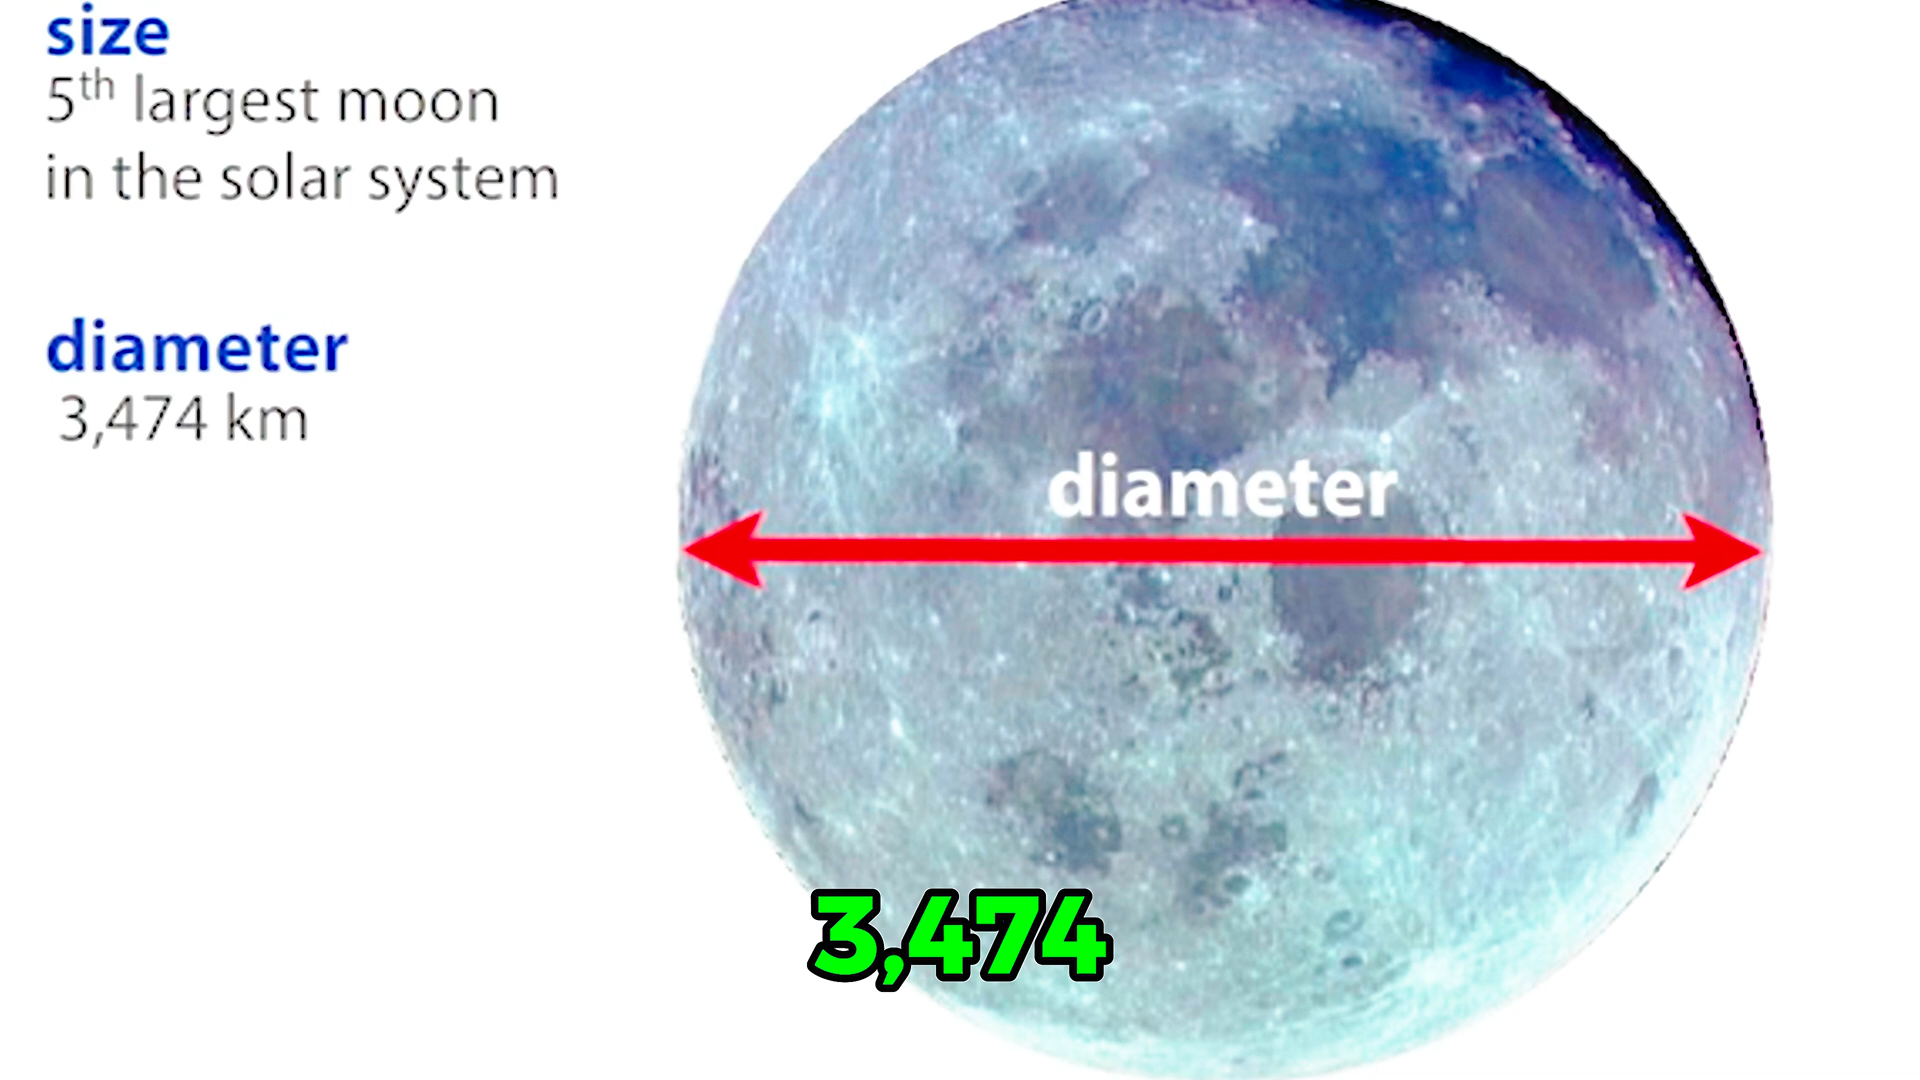 size
5th largest moon
in the solar system
diameter
3,474 km
diameter
3,474